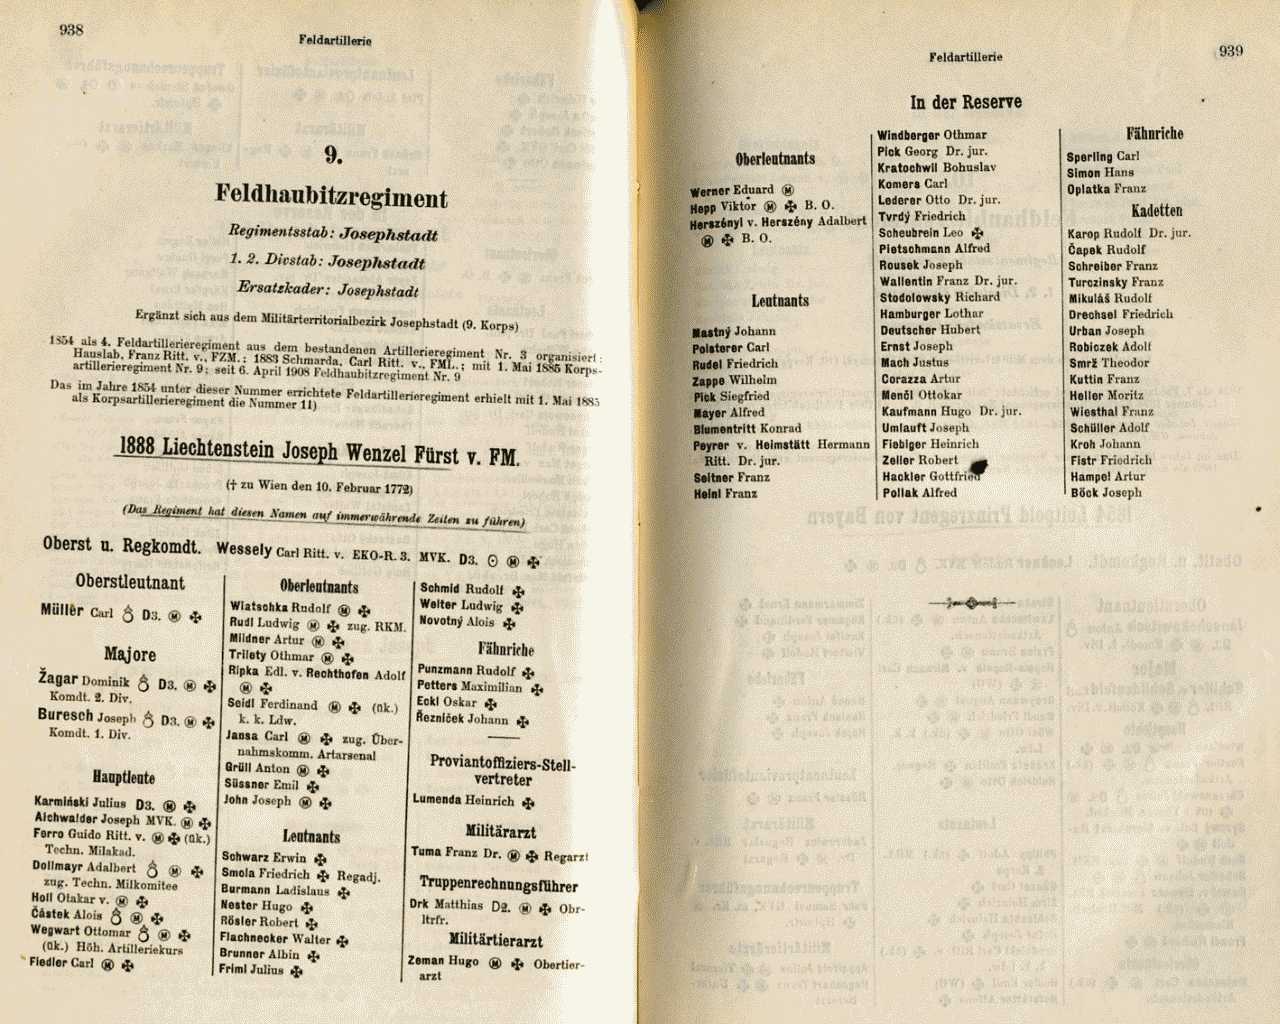 938
Feldartillerie
9.
Feldhaubitzregiment
Regimentsstab: Josephstadt
1. 2. Divstab: Josephstadt
Ersatzkader: Josephstadt
Ergänzt sich aus dem Militärterritorialbezirk Josephstadt (9. Korps)
1854 als 4. Feldartillerieregiment aus dem bestandenen Artillerieregiment Nr. 3 organisiert:
Hauslab, Franz Ritt. v., FZM.; 1883 Schmarda, Carl Ritt. v., FML.; mit 1. Mai 1885 Korps-
artillerieregiment Nr. 9; seit 6. April 1908 Feldhaubitzregiment Nr. 9
Das im Jahre 1854 unter dieser Nummer errichtete Feldartillerieregiment erhielt mit 1. Mai 1885
als Korpsartillerieregiment die Nummer 11)
1888 Liechtenstein Joseph Wenzel Fürst v. FM.
(† zu Wien den 10. Februar 1772)
(Das Regiment hat diesen Namen auf immerwährende Zeiten zu führen)
Oberst u. Regkomdt. Wessely Carl Ritt. v. EKO-R. 3. MVK. D3. ⊙ Ⓜ ✠
Oberstleutnant
Müller Carl D3. Ⓜ ✠
Majore
Žagar Dominik D3. Ⓜ ✠
Komdt. 2. Div.
Buresch Joseph D3. Ⓜ ✠
Komdt. 1. Div.
Hauptleute
Karmiński Julius D3. Ⓜ ✠
Aichwalder Joseph MVK. Ⓜ ✠
Ferro Guido Ritt. v. Ⓜ ✠ (ük.)
Techn. Milakad.
Dollmayr Adalbert Ⓜ ✠
zug. Techn. Milkomitee
Holl Otakar v. Ⓜ ✠
Částek Alois Ⓜ ✠
Wegwart Ottomar Ⓜ ✠
(ük.) Höh. Artilleriekurs
Fiedler Carl Ⓜ ✠
Oberleutnants
Wiatschka Rudolf Ⓜ ✠
Rudl Ludwig Ⓜ ✠ zug. RKM.
Mildner Artur Ⓜ ✠
Trilety Othmar Ⓜ ✠
Ripka Edl. v. Rechthofen Adolf
Ⓜ ✠
Seidl Ferdinand Ⓜ ✠ (ük.)
k. k. Ldw.
Jansa Carl Ⓜ ✠ zug. Über-
nahmskomm. Artarsenal
Grüll Anton Ⓜ ✠
Süssner Emil ✠
John Joseph Ⓜ ✠
Leutnants
Schwarz Erwin ✠
Smola Friedrich ✠ Regadj.
Burmann Ladislaus ✠
Nester Hugo ✠
Rösler Robert ✠
Flachnecker Walter ✠
Brunner Albin ✠
Friml Julius ✠
Schmid Rudolf ✠
Welter Ludwig ✠
Novotný Alois ✠
Fähnriche
Punzmann Rudolf ✠
Petters Maximilian ✠
Eckl Oskar ✠
Řezníček Johann ✠
Proviantoffiziers-Stell-
vertreter
Lumenda Heinrich ✠
Militärarzt
Tuma Franz Dr. Ⓜ ✠ Regarzt
Truppenrechnungsführer
Drk Matthias D2. Ⓜ ✠ Obr-
ltrfr.
Militärtierarzt
Zeman Hugo Ⓜ ✠ Obertier-
arzt
939
Feldartillerie
In der Reserve
Oberleutnants
Werner Eduard Ⓜ
Hepp Viktor Ⓜ ✠ B. O.
Herszényi v. Herszény Adalbert
Ⓜ ✠ B. O.
Leutnants
Mastný Johann
Polsterer Carl
Rudel Friedrich
Zappe Wilhelm
Pick Siegfried
Mayer Alfred
Blumentritt Konrad
Peyrer v. Heimstätt Hermann
Ritt. Dr. jur.
Seitner Franz
Heinl Franz
Windberger Othmar
Pick Georg Dr. jur.
Kratochwil Bohuslav
Komers Carl
Lederer Otto Dr. jur.
Tvrdý Friedrich
Scheubrein Leo ✠
Pietschmann Alfred
Rousek Joseph
Wallentin Franz Dr. jur.
Stodolowsky Richard
Hamburger Lothar
Deutscher Hubert
Ernst Joseph
Mach Justus
Corazza Artur
Menčl Ottokar
Kaufmann Hugo Dr. jur.
Umlauft Joseph
Fiebiger Heinrich
Zeller Robert
Hackler Gottfried
Pollak Alfred
Fähnriche
Sperling Carl
Simon Hans
Oplatka Franz
Kadetten
Karop Rudolf Dr. jur.
Čapek Rudolf
Schreiber Franz
Turczinsky Franz
Mikuláš Rudolf
Drechsel Friedrich
Urban Joseph
Robiczek Adolf
Smrž Theodor
Kuttin Franz
Heller Moritz
Wiesthal Franz
Schüller Adolf
Kroh Johann
Fistr Friedrich
Hampel Artur
Böck Joseph